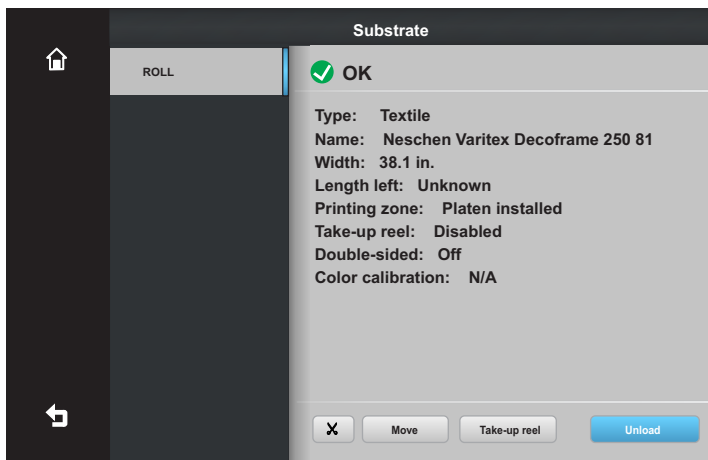 Substrate
ROLL
OK
Type: Textile
Name: Neschen Varitex Decoframe 250 81
Width: 38.1 in.
Length left: Unknown
Printing zone: Platen installed
Take-up reel: Disabled
Double-sided: Off
Color calibration: N/A
Move Take-up reel Unload